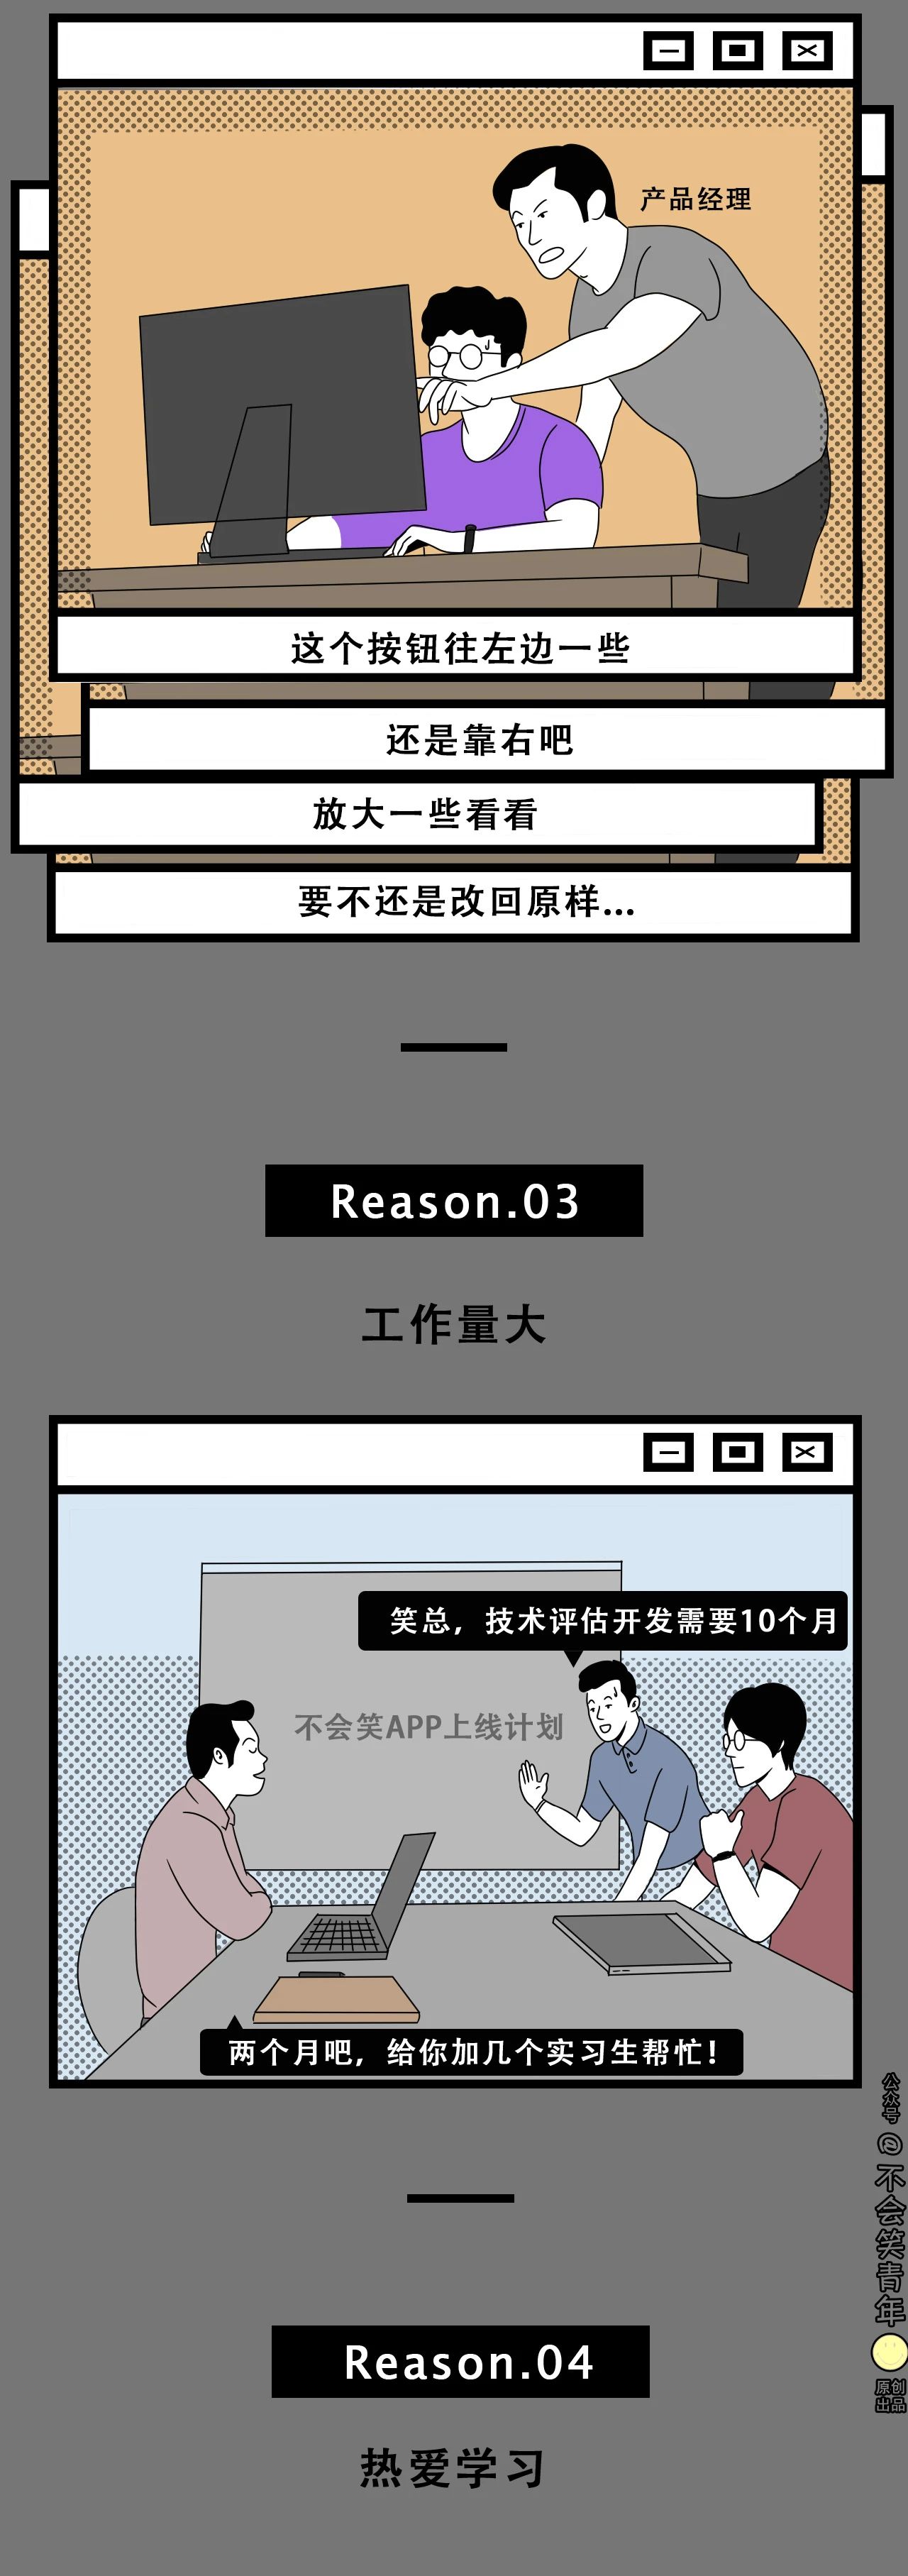 产品经理
这个按钮往左边一些
还是靠右吧
放大一些看看
要不还是改回原样...
Reason.03
工作量大
笑总，技术评估开发需要10个月
不会笑APP上线计划
两个月吧，给你加几个实习生帮忙！
公众号@不会笑青年
原创
出品
Reason.04
热爱学习